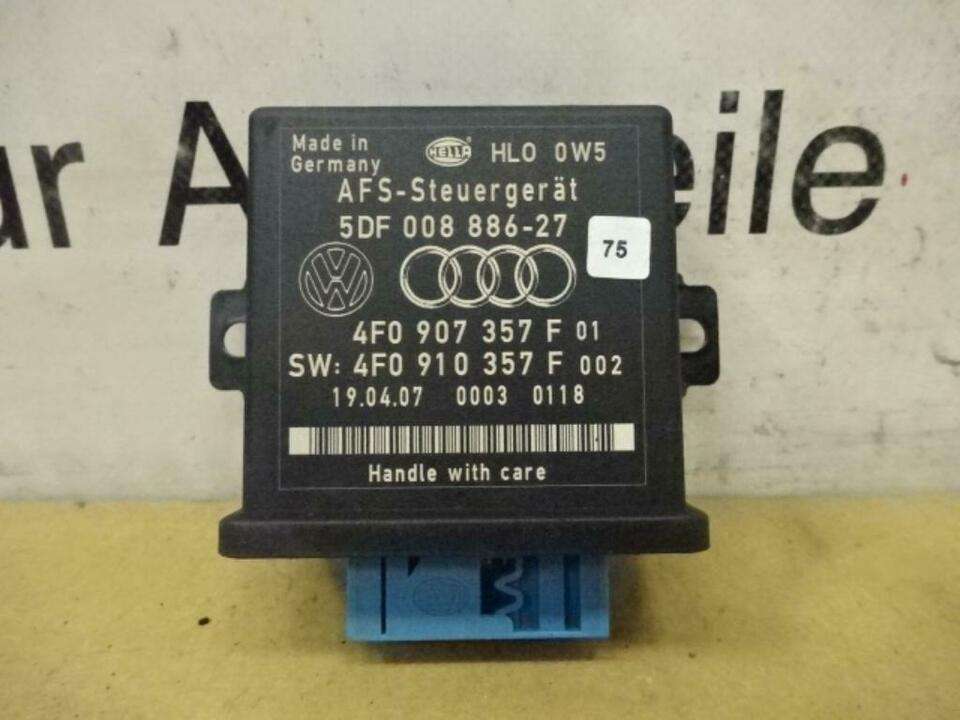 Made in
Germany
HELLA
HLO 0W5
AFS-Steuergerät
5DF 008 886-27
75
4F0 907 357 F 01
SW: 4F0 910 357 F 002
19.04.07 0003 0118
Handle with care